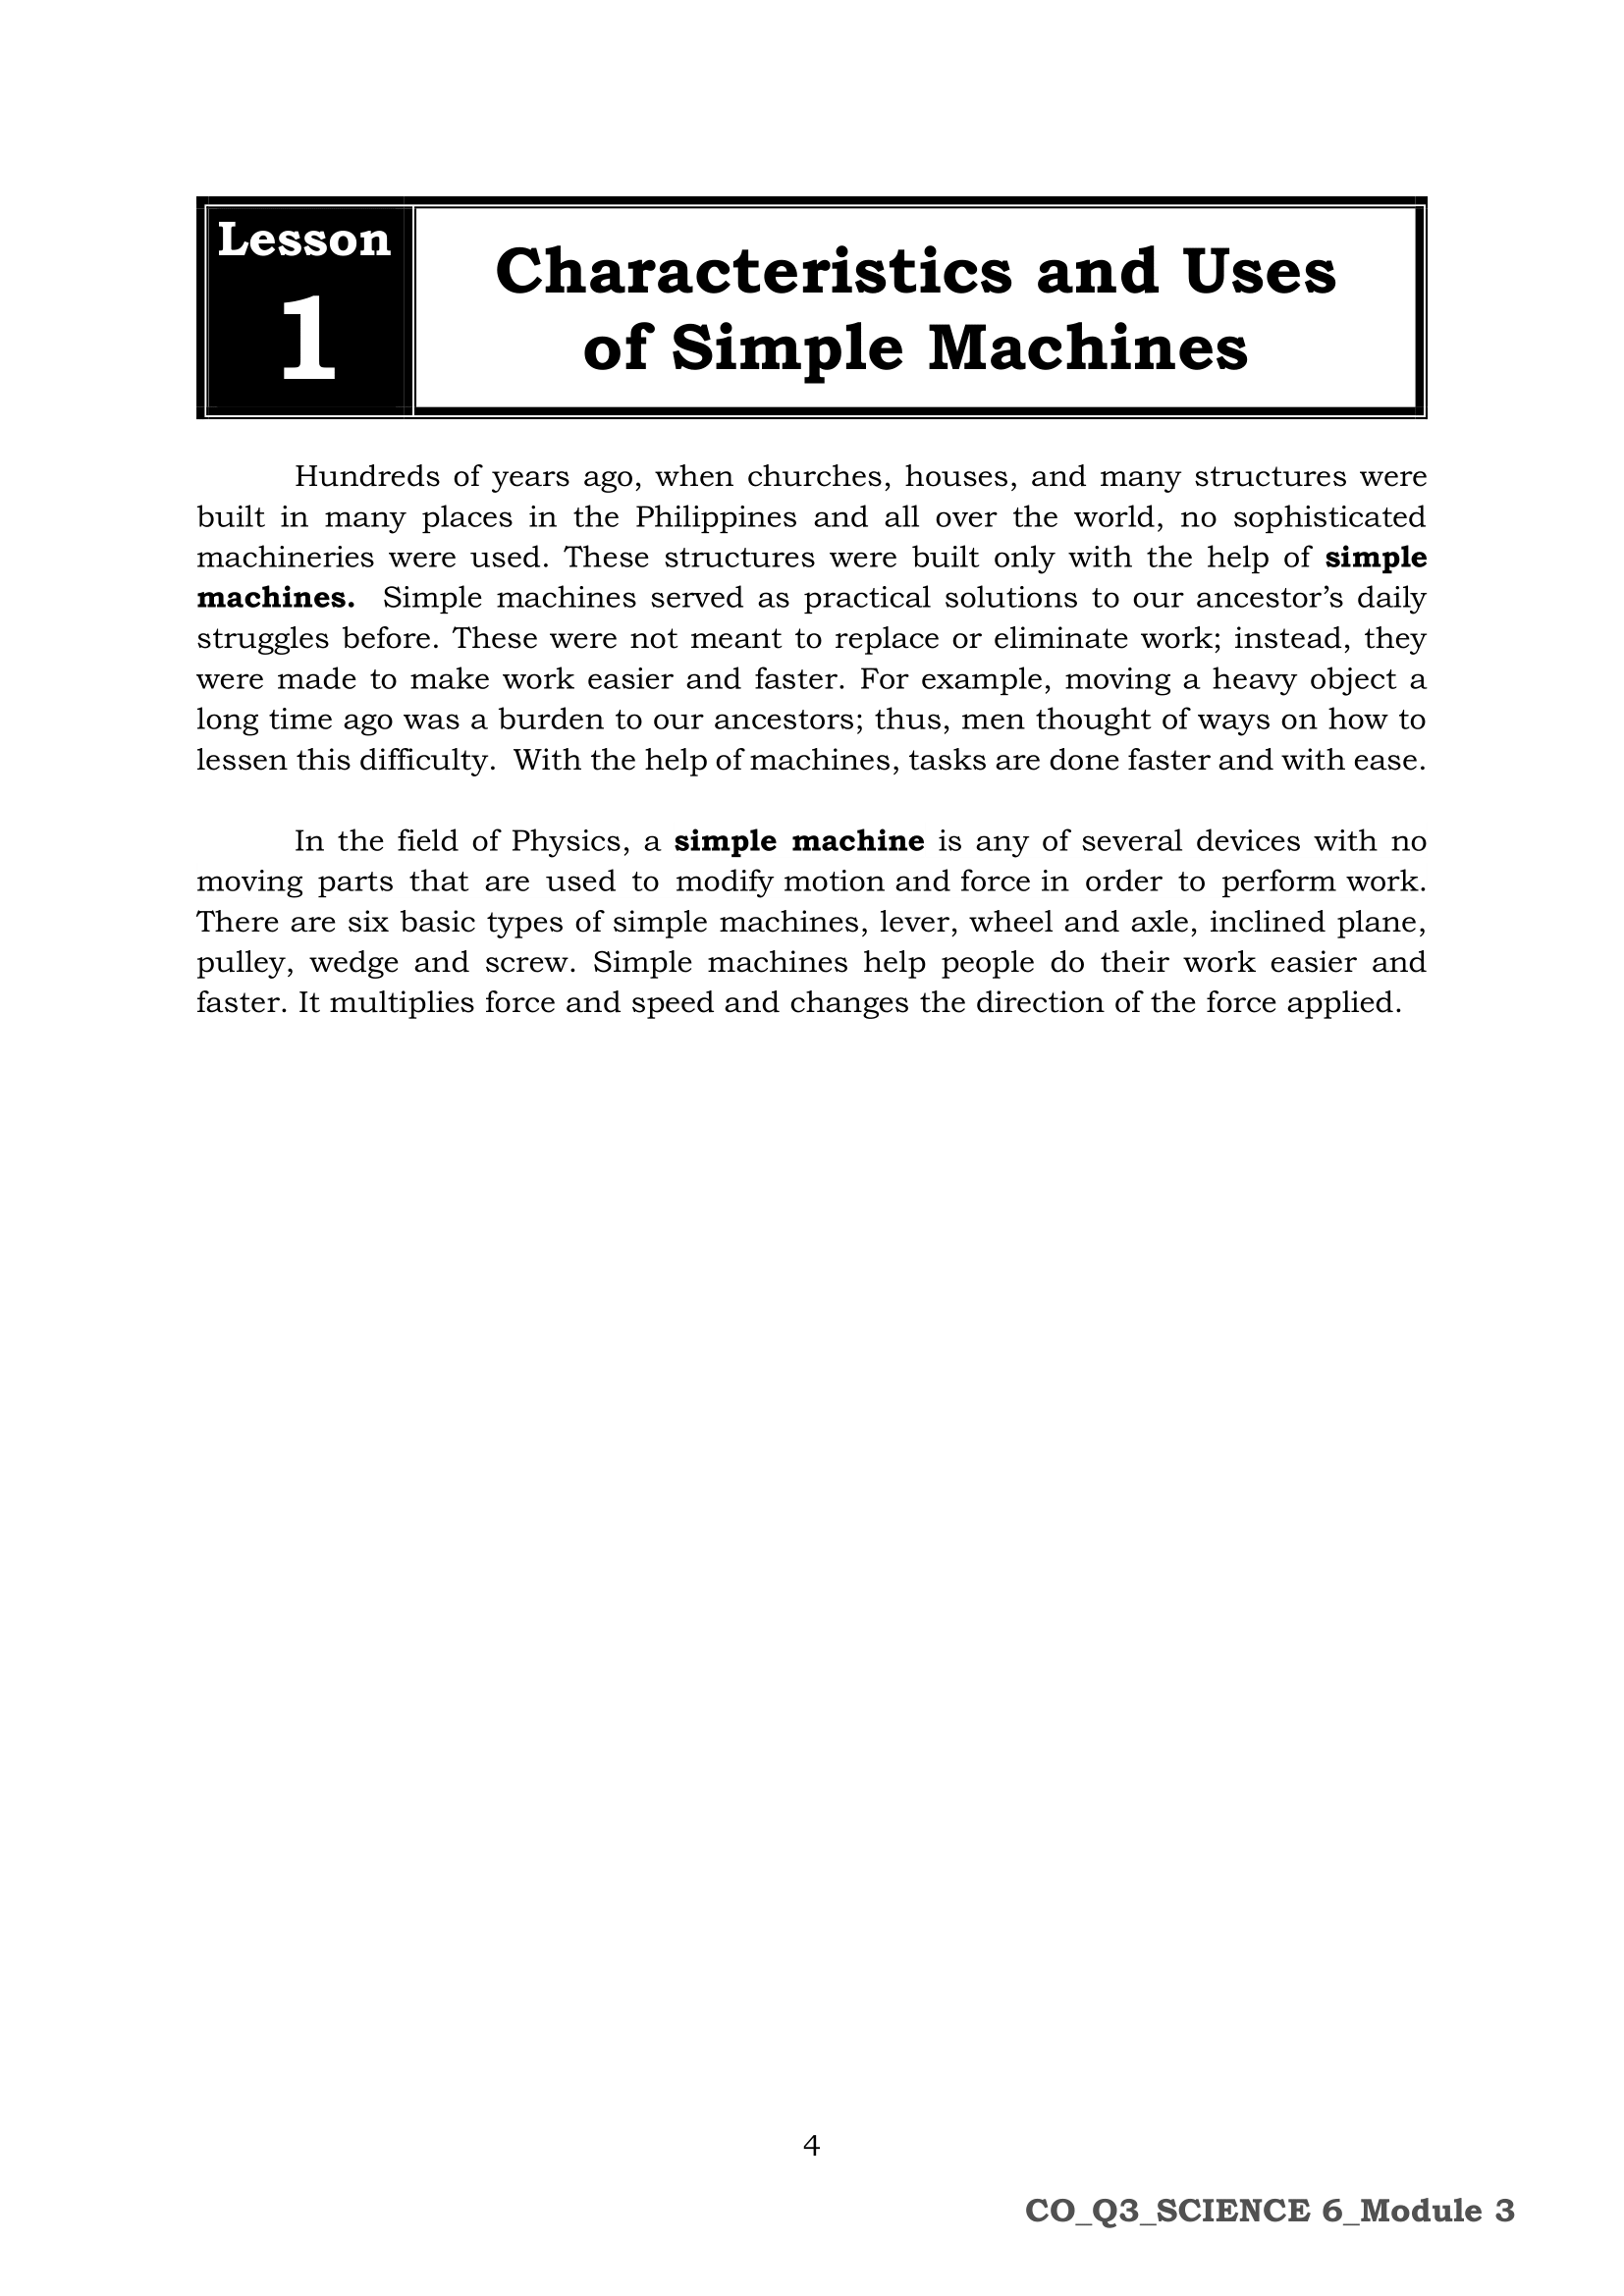 Lesson
1
Characteristics and Uses
of Simple Machines
Hundreds of years ago, when churches, houses, and many structures were
built in many places in the Philippines and all over the world, no sophisticated
machineries were used. These structures were built only with the help of simple
machines. Simple machines served as practical solutions to our ancestor’s daily
struggles before. These were not meant to replace or eliminate work; instead, they
were made to make work easier and faster. For example, moving a heavy object a
long time ago was a burden to our ancestors; thus, men thought of ways on how to
lessen this difficulty. With the help of machines, tasks are done faster and with ease.
In the field of Physics, a simple machine is any of several devices with no
moving parts that are used to modify motion and force in order to perform work.
There are six basic types of simple machines, lever, wheel and axle, inclined plane,
pulley, wedge and screw. Simple machines help people do their work easier and
faster. It multiplies force and speed and changes the direction of the force applied.
4
CO_Q3_SCIENCE 6_Module 3